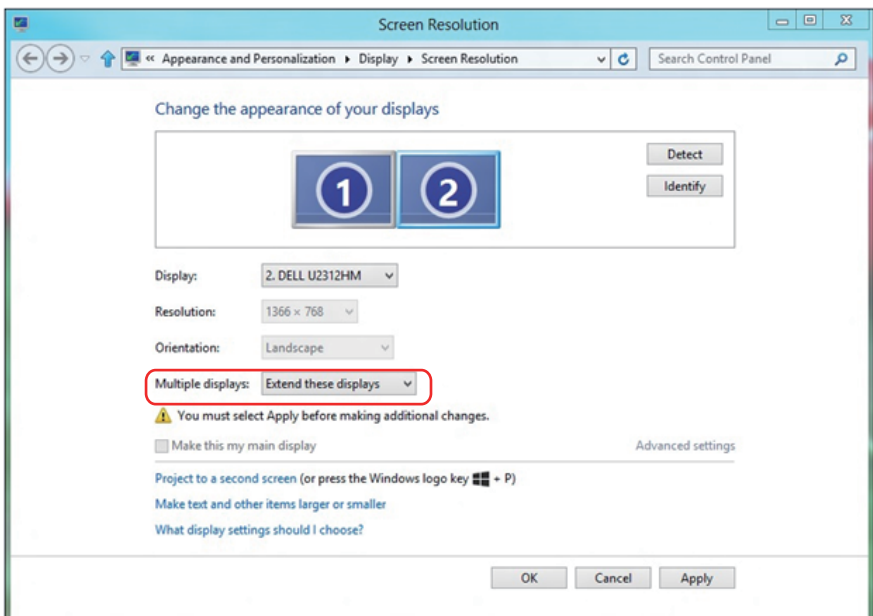 Screen Resolution
« Appearance and Personalization Display Screen Resolution Search Control Panel
Change the appearance of your displays
1 2
Detect
Identify
Display: 2. DELL U2312HM
Resolution: 1366 × 768
Orientation: Landscape
Multiple displays: Extend these displays
You must select Apply before making additional changes.
Make this my main display Advanced settings
Project to a second screen (or press the Windows logo key + P)
Make text and other items larger or smaller
What display settings should I choose?
OK Cancel Apply